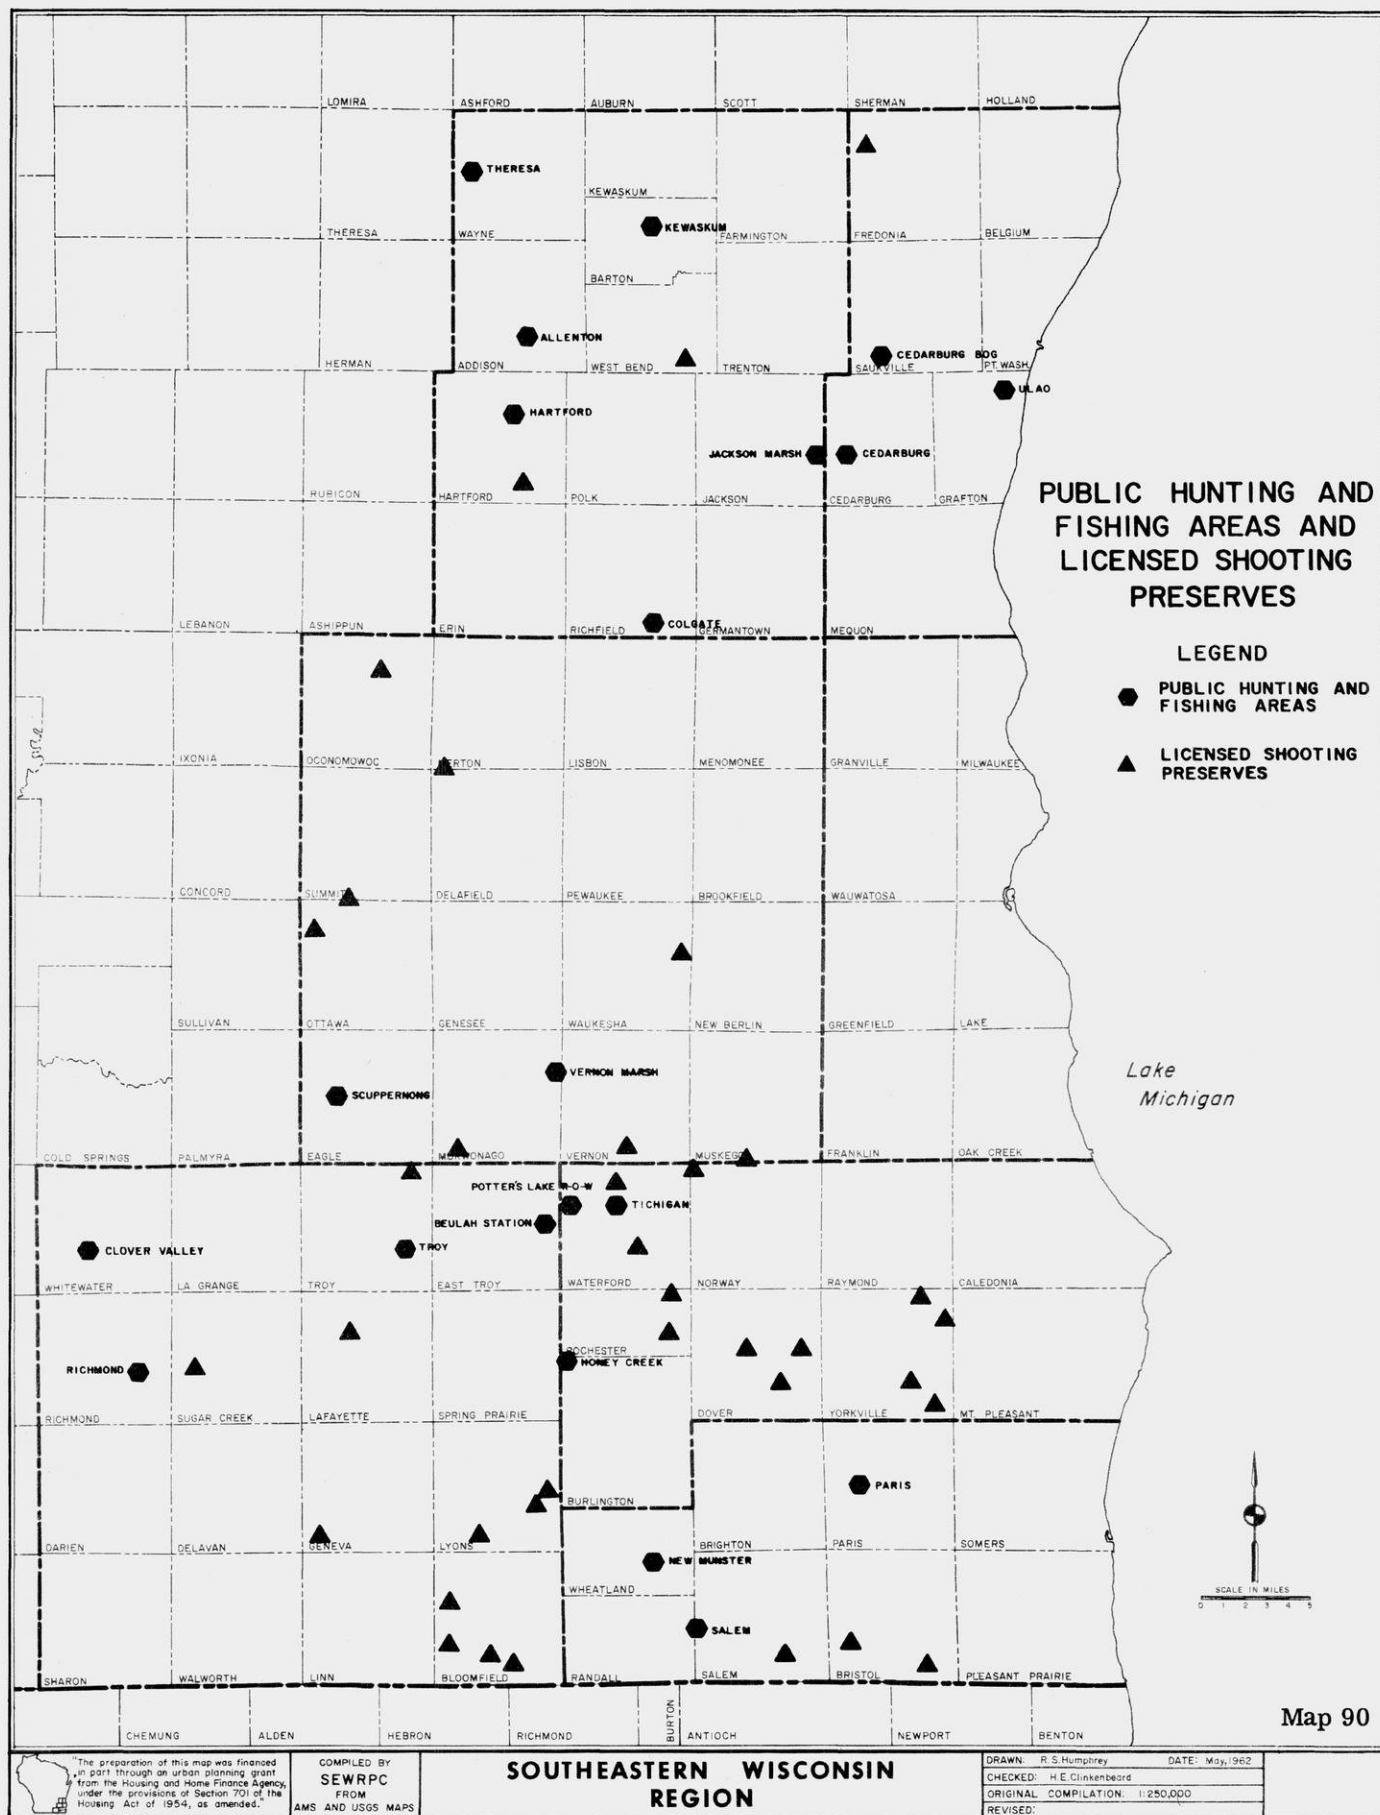 LOMIRA ASHFORD AUBURN SCOTT SHERMAN HOLLAND
THERESA
KEWASKUM
KEWASKUM
THERESA WAYNE FARMINGTON FREDONIA BELGIUM
BARTON
ALLENTON
CEDARBURG BOG
HERMAN ADDISON WEST BEND TRENTON SAUKVILLE PT. WASH.
ULAO
HARTFORD
JACKSON MARSH CEDARBURG
RUBICON HARTFORD POLK JACKSON CEDARBURG GRAFTON
PUBLIC HUNTING AND
FISHING AREAS AND
LICENSED SHOOTING
PRESERVES
COLGATE
LEBANON ASHIPPUN ERIN RICHFIELD GERMANTOWN MEQUON
LEGEND
PUBLIC HUNTING AND
FISHING AREAS
LICENSED SHOOTING
PRESERVES
IXONIA OCONOMOWOC ERTON LISBON MENOMONEE GRANVILLE MILWAUKEE
CONCORD SUMMIT DELAFIELD PEWAUKEE BROOKFIELD WAUWATOSA
SULLIVAN OTTAWA GENESEE WAUKESHA NEW BERLIN GREENFIELD LAKE
Lake
Michigan
VERNON MARSH
SCUPPERNONG
COLD SPRINGS PALMYRA EAGLE MUKWONAGO VERNON MUSKEGO FRANKLIN OAK CREEK
POTTER'S LAKE R-O-W
TICHIGAN
BEULAH STATION
CLOVER VALLEY TROY
WHITEWATER LA GRANGE TROY EAST TROY WATERFORD NORWAY RAYMOND CALEDONIA
ROCHESTER
HONEY CREEK
RICHMOND
RICHMOND SUGAR CREEK LAFAYETTE SPRING PRAIRIE DOVER YORKVILLE MT. PLEASANT
PARIS
BURLINGTON
DARIEN DELAVAN GENEVA LYONS BRIGHTON PARIS SOMERS
NEW MUNSTER
WHEATLAND
SCALE IN MILES
0 1 2 3 4 5
SALEM
SHARON WALWORTH LINN BLOOMFIELD RANDALL SALEM BRISTOL PLEASANT PRAIRIE
CHEMUNG ALDEN HEBRON RICHMOND BURTON ANTIOCH NEWPORT BENTON
Map 90
"The preparation of this map was financed
in part through an urban planning grant
from the Housing and Home Finance Agency,
under the provisions of Section 701 of the
Housing Act of 1954, as amended."
COMPILED BY
SEWRPC
FROM
AMS AND USGS MAPS
SOUTHEASTERN WISCONSIN
REGION
DRAWN: R.S. Humphrey DATE: May, 1962
CHECKED: H.E. Clinkenbeard
ORIGINAL COMPILATION: 1:250,000
REVISED: